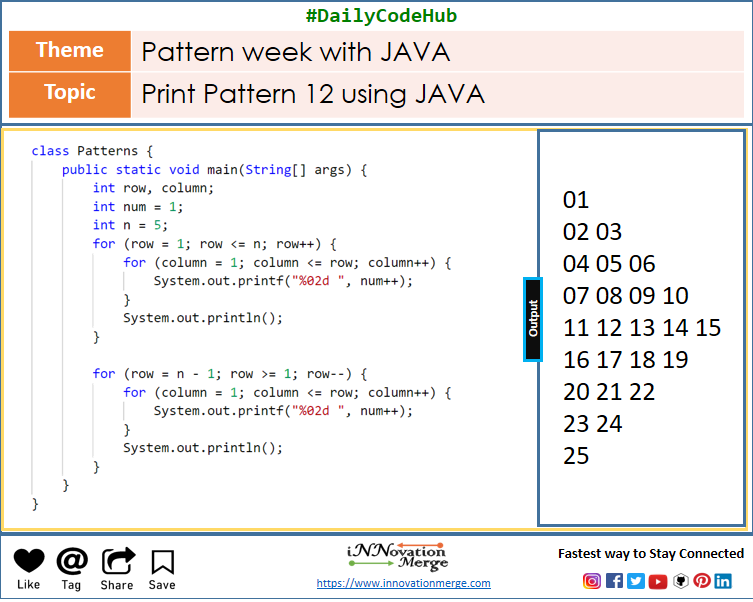 #DailyCodeHub
Theme
Pattern week with JAVA
Topic
Print Pattern 12 using JAVA
class Patterns {
    public static void main(String[] args) {
        int row, column;
        int num = 1;
        int n = 5;
        for (row = 1; row <= n; row++) {
            for (column = 1; column <= row; column++) {
                System.out.printf("%02d ", num++);
            }
            System.out.println();
        }

        for (row = n - 1; row >= 1; row--) {
            for (column = 1; column <= row; column++) {
                System.out.printf("%02d ", num++);
            }
            System.out.println();
        }
    }
}
Output
01
02 03
04 05 06
07 08 09 10
11 12 13 14 15
16 17 18 19
20 21 22
23 24
25
Like
Tag
Share
Save
iNNovation
Merge
https://www.innovationmerge.com
Fastest way to Stay Connected